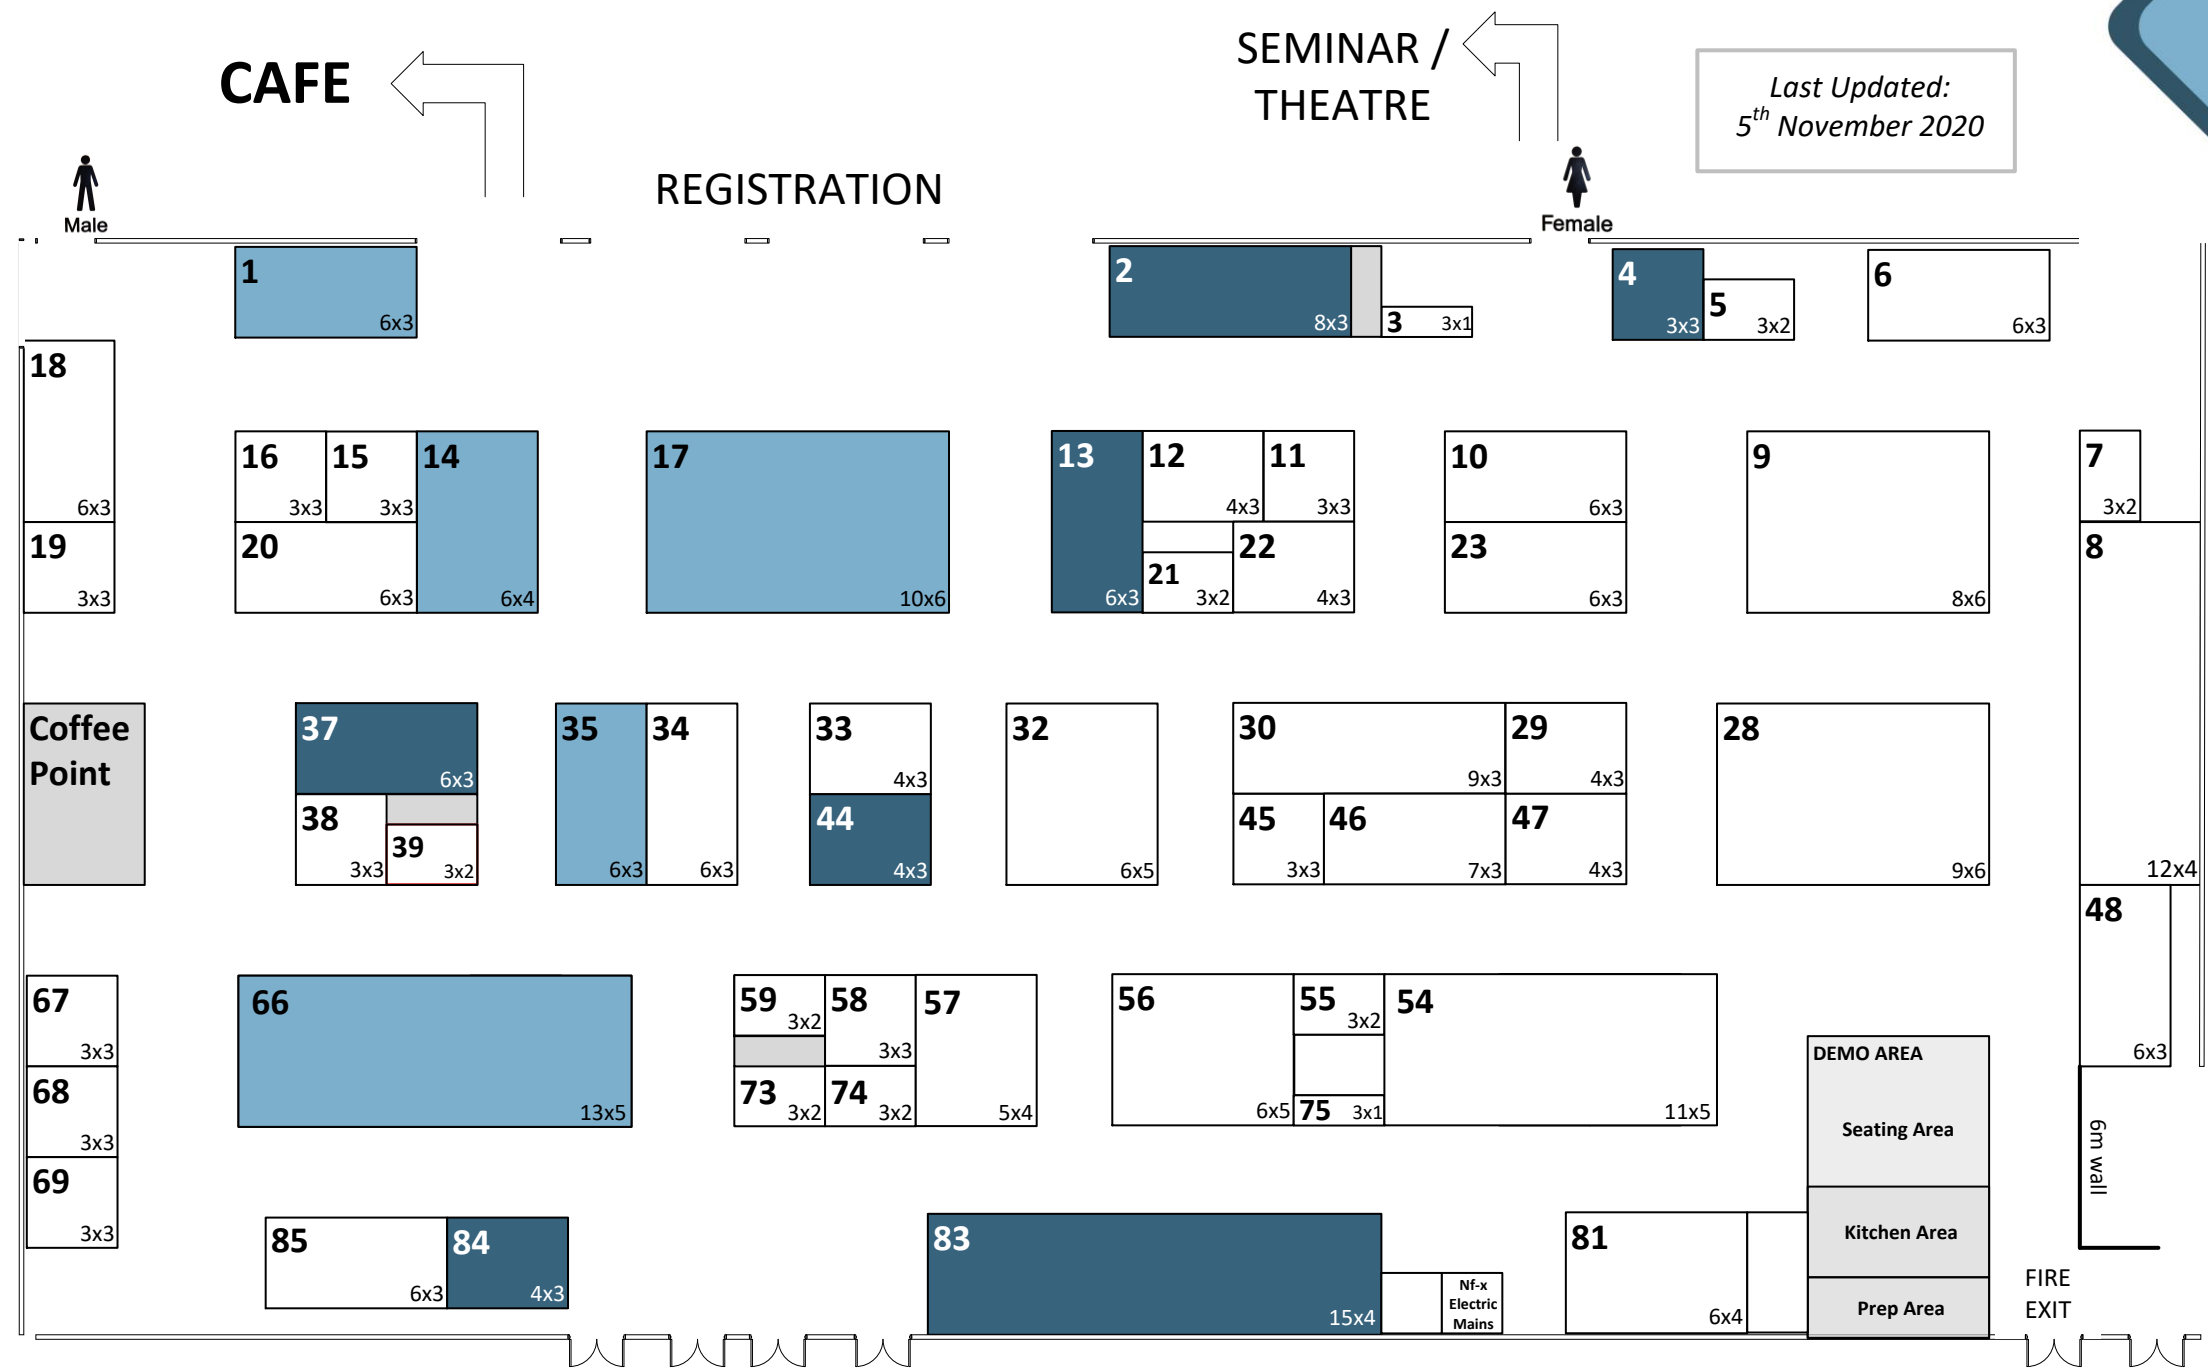 CAFE
SEMINAR /
THEATRE
Last Updated:
5th November 2020
REGISTRATION
Male
Female
1
6x3
2
8x3
3
3x1
4
3x3
5
3x2
6
6x3
18
6x3
19
3x3
16
3x3
15
3x3
14
6x4
20
6x3
17
10x6
13
6x3
12
4x3
11
3x3
21
3x2
22
4x3
10
6x3
23
6x3
9
8x6
7
3x2
8
12x4
Coffee
Point
37
6x3
38
3x3
39
3x2
35
6x3
34
6x3
33
4x3
44
4x3
32
6x5
30
9x3
29
4x3
45
3x3
46
7x3
47
4x3
28
9x6
48
6x3
67
3x3
68
3x3
69
3x3
66
13x5
59
3x2
58
3x3
57
5x4
73
3x2
74
3x2
56
6x5
55
3x2
75
3x1
54
11x5
DEMO AREA
Seating Area
Kitchen Area
Prep Area
6m wall
85
6x3
84
4x3
83
15x4
Nf-x
Electric
Mains
81
6x4
FIRE
EXIT